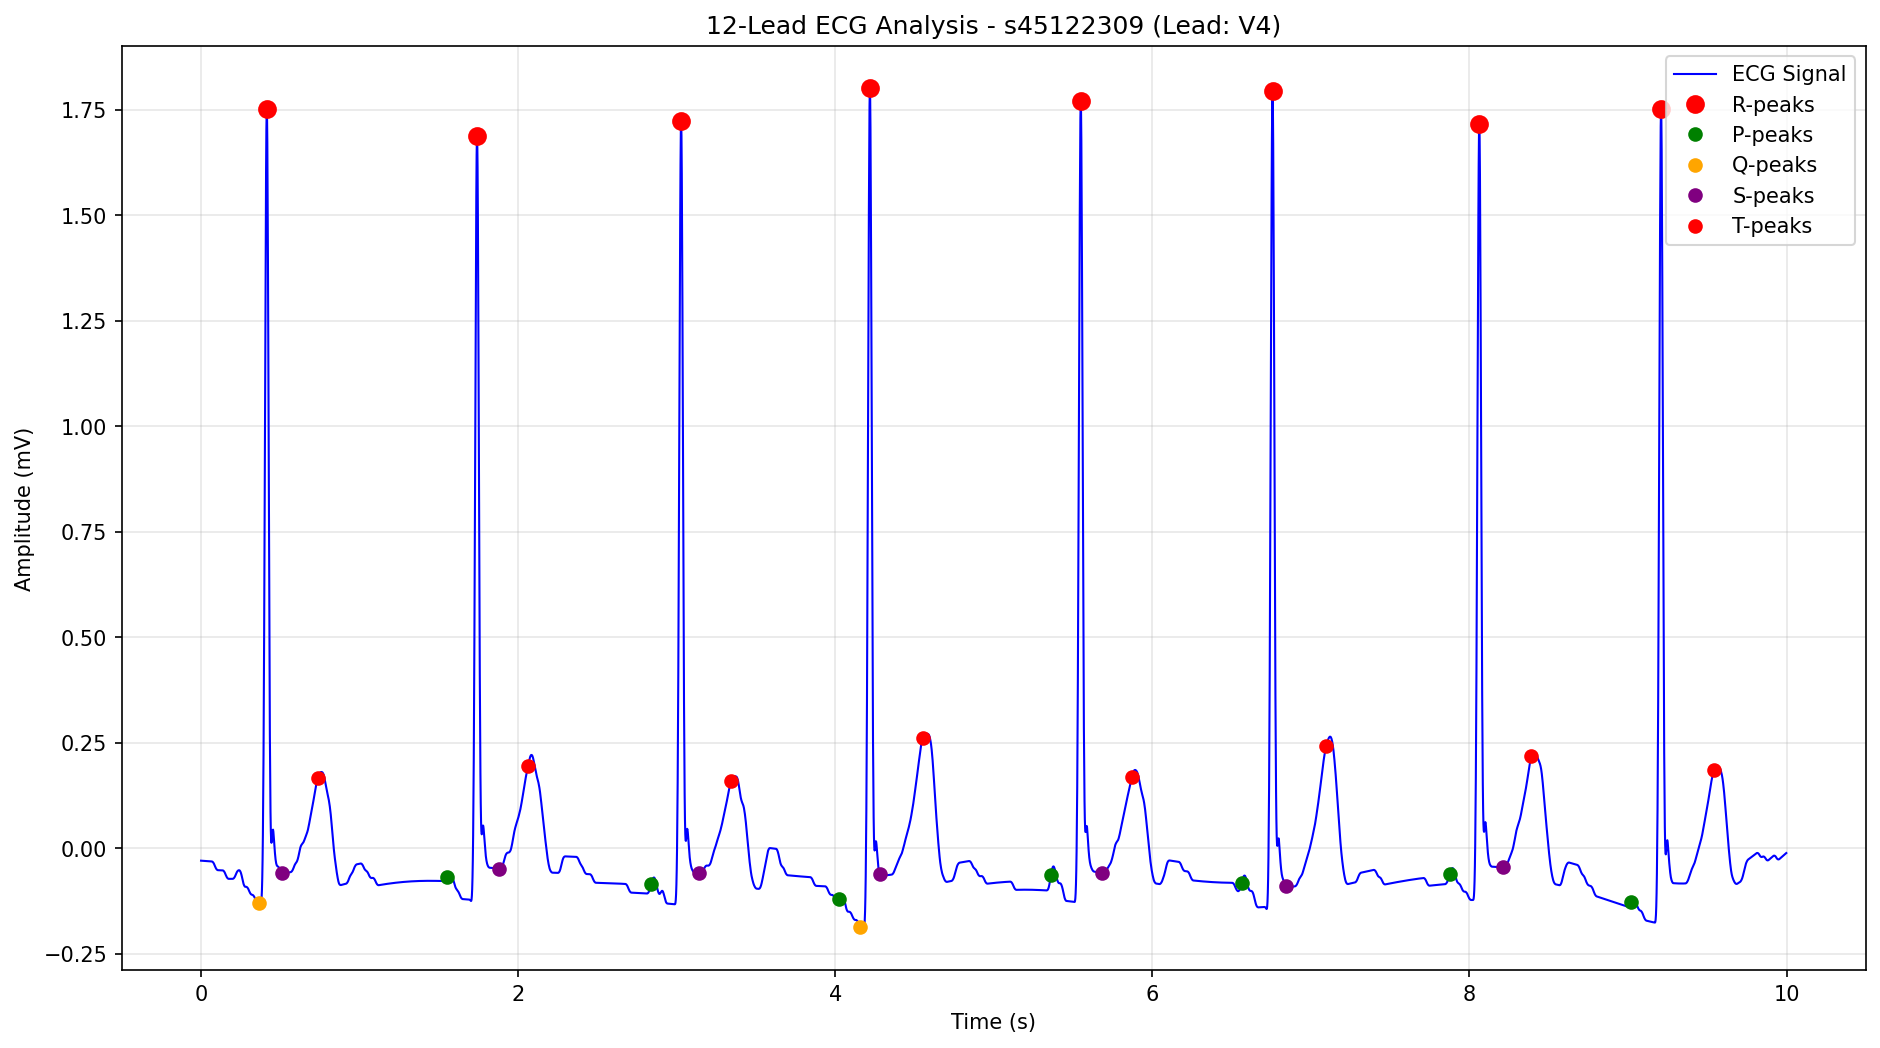 12-Lead ECG Analysis - s45122309 (Lead: V4)
ECG Signal
R-peaks
P-peaks
Q-peaks
S-peaks
T-peaks
1.75
1.50
1.25
1.00
0.75
0.50
0.25
0.00
−0.25
Amplitude (mV)
0 2 4 6 8 10
Time (s)